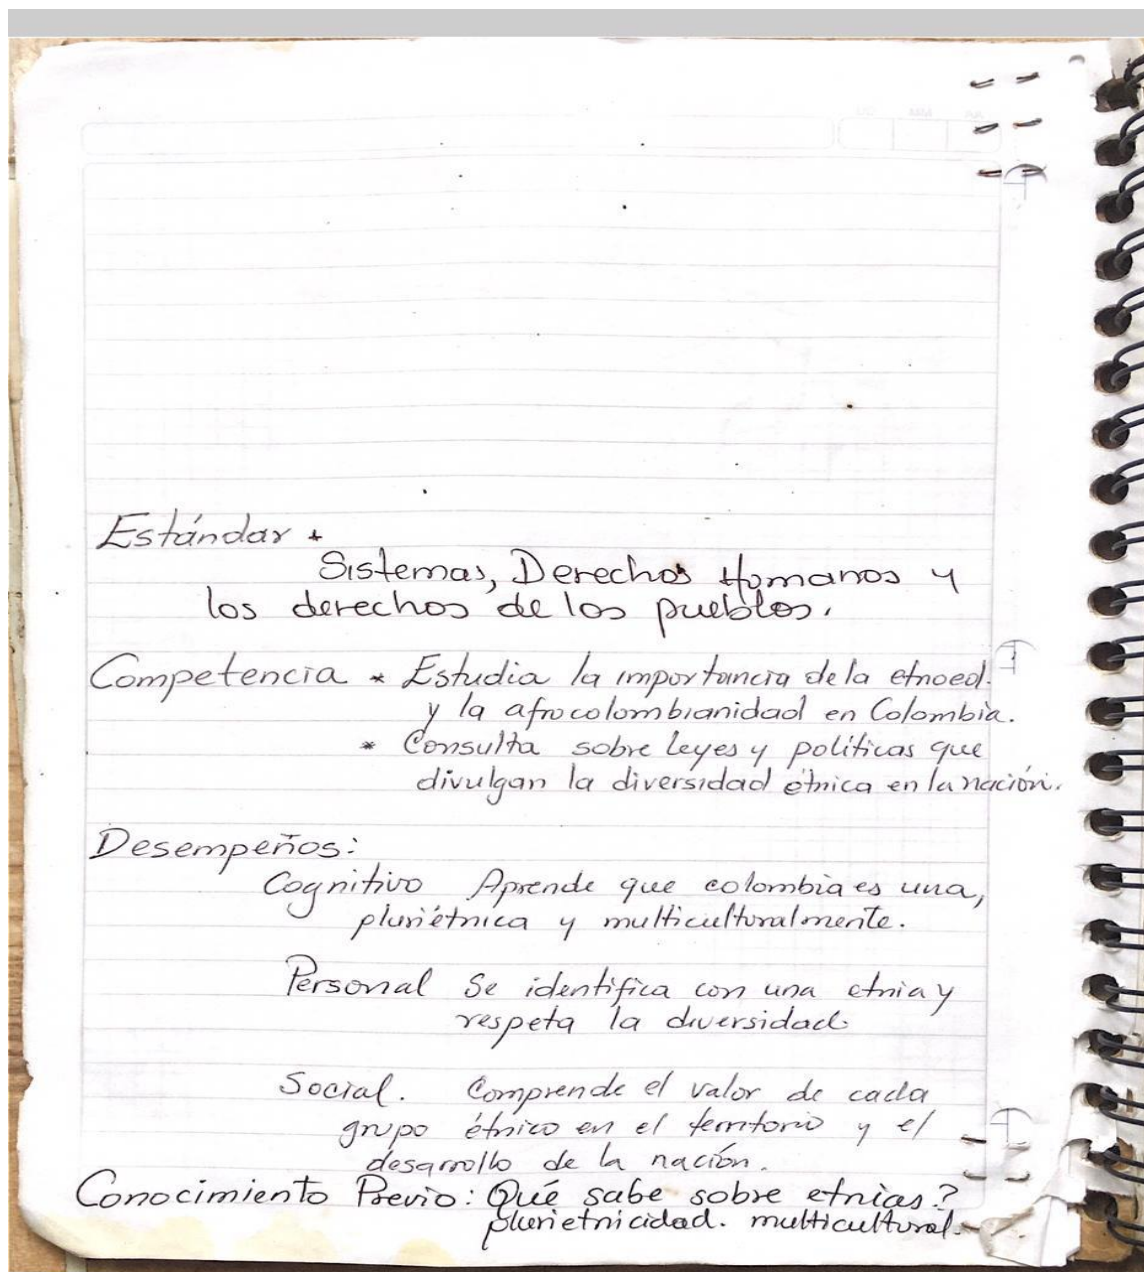 Estándar *
Sistemas, Derechos Homanos y
los derechos de los pueblos.
Competencia * Estudia la importancia de la etnoed.
y la afrocolombianidad en Colombia.
* Consulta sobre leyes y políticas que
divulgan la diversidad étnica en la nación.
Desempeños:
Cognitivo Aprende que colombia es una,
pluriétnica y multiculturalmente.
Personal Se identifica con una etnia y
respeta la diversidad.
Social. Comprende el valor de cada
grupo étnico en el territorio y el
desarrollo de la nación.
Conocimiento Previo: Qué sabe sobre etnias?
plurietnicidad. multicultural.